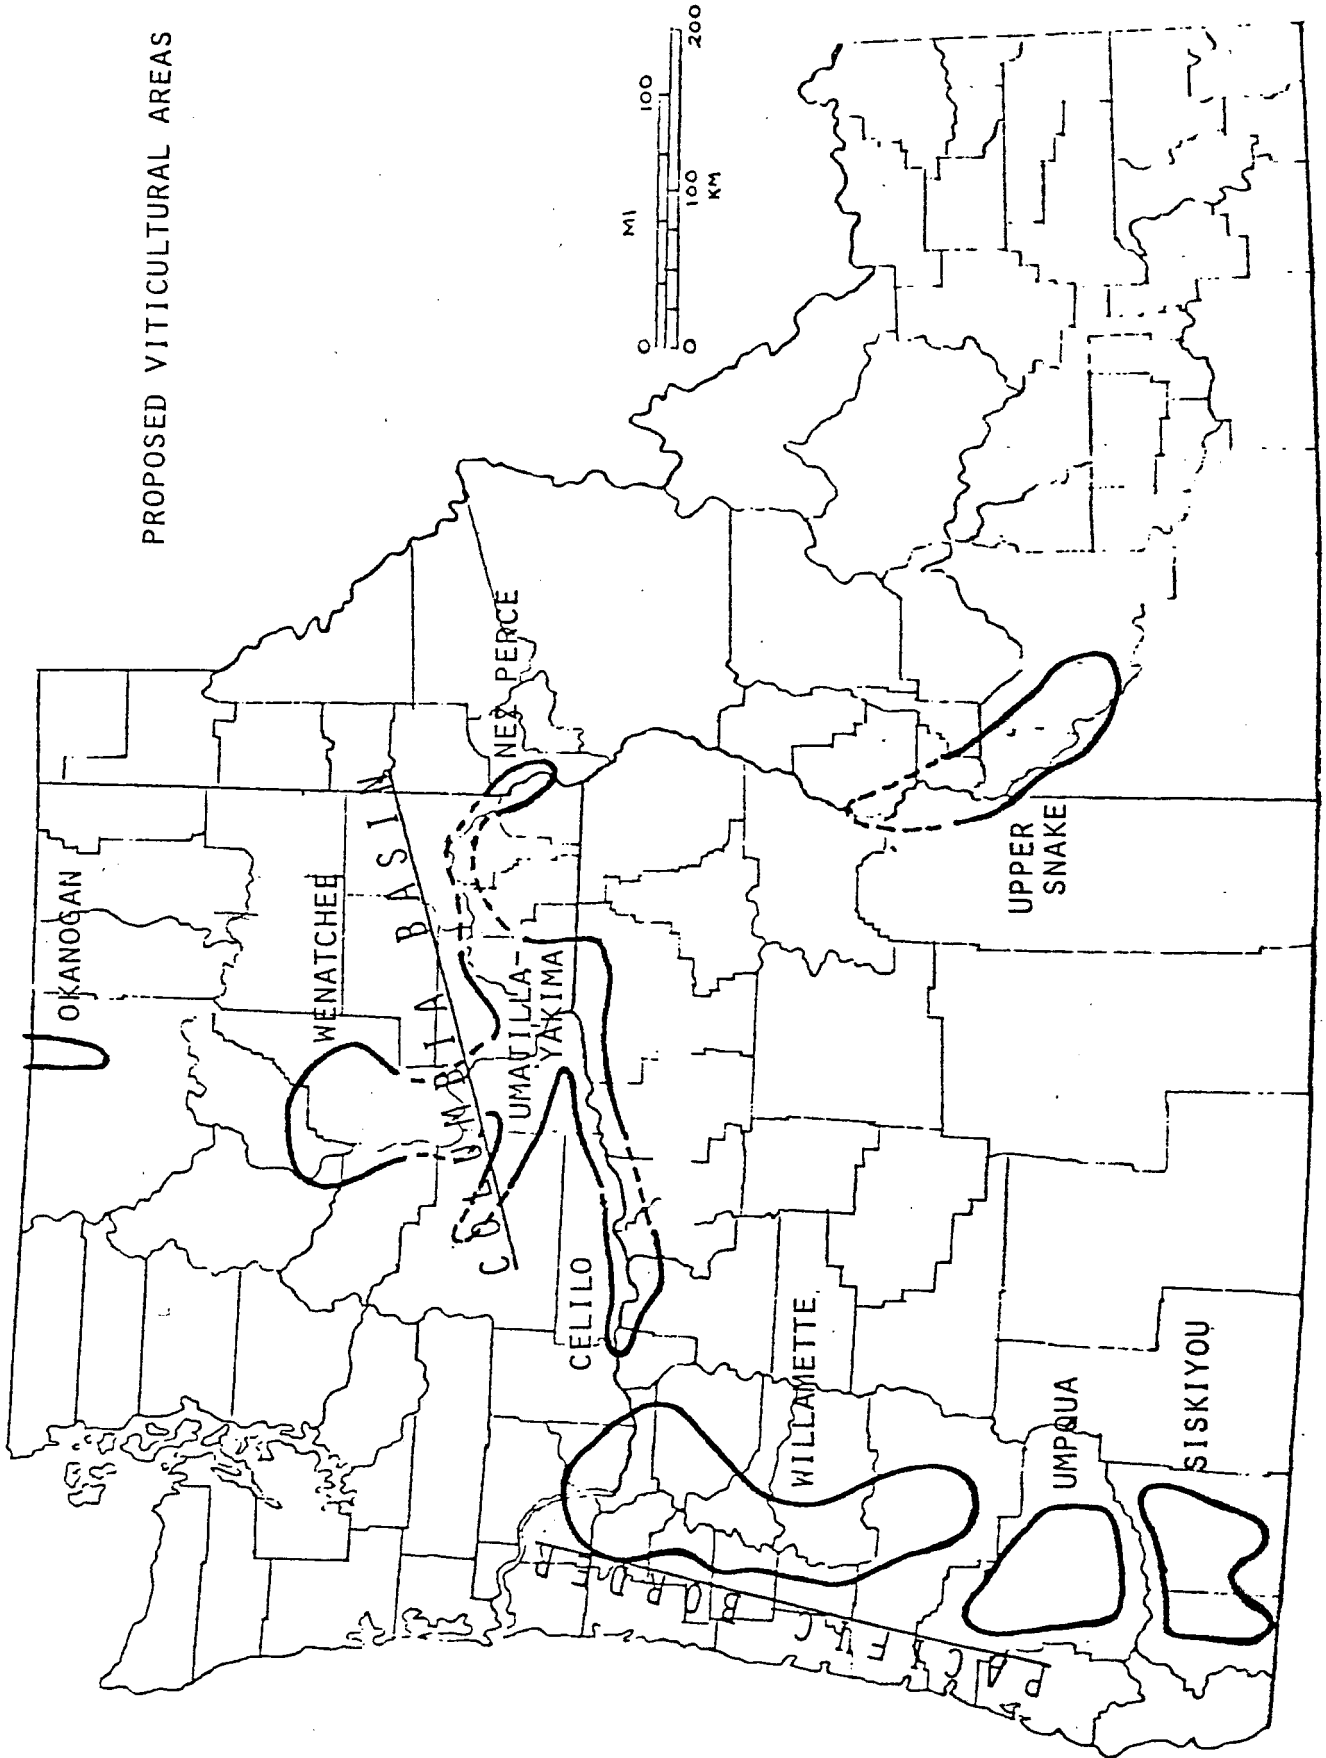 PROPOSED VITICULTURAL AREAS
OKANOGAN
WENATCHEE
COLUMBIA BASIN
NEZ PERCE
UMATILLA-
YAKIMA
CELILO
WILLAMETTE
PACIFIC BORDER
UMPQUA
SISKIYOU
UPPER
SNAKE
MI
0 100
0 100 200
KM